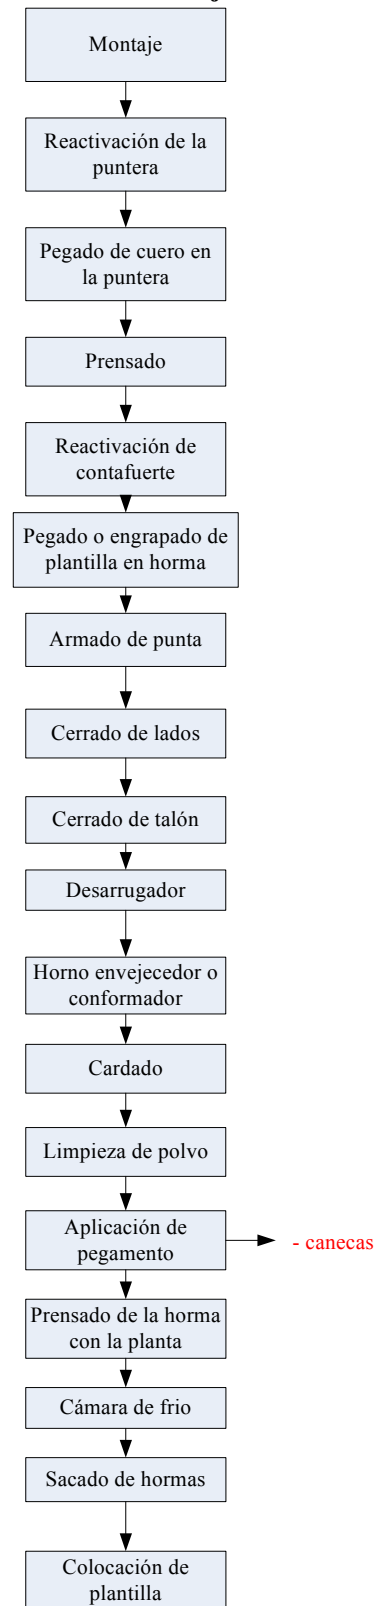 Montaje
Reactivación de la
puntera
Pegado de cuero en
la puntera
Prensado
Reactivación de
contafuerte
Pegado o engrapado de
plantilla en horma
Armado de punta
Cerrado de lados
Cerrado de talón
Desarrugador
Horno envejecedor o
conformador
Cardado
Limpieza de polvo
Aplicación de
pegamento
- canecas
Prensado de la horma
con la planta
Cámara de frio
Sacado de hormas
Colocación de
plantilla